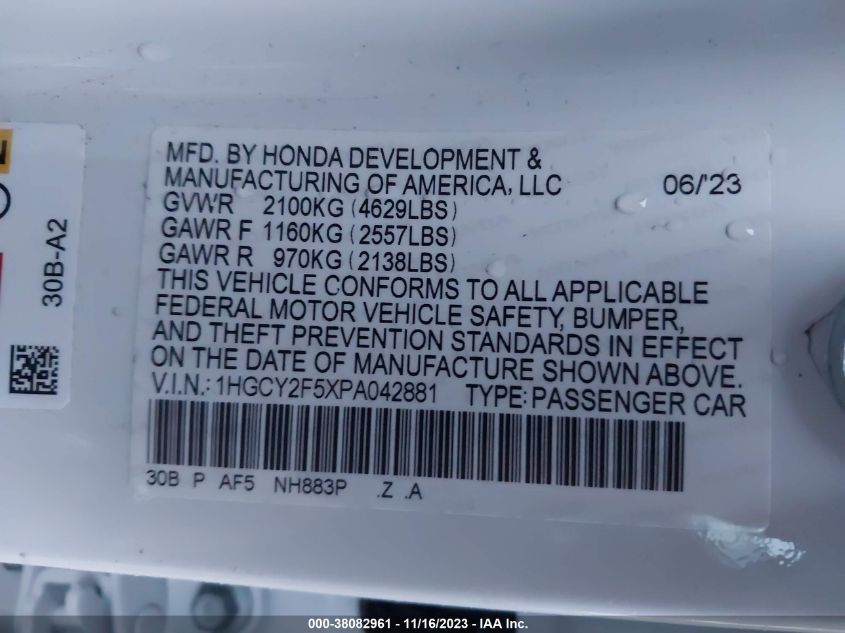 MFD. BY HONDA DEVELOPMENT &
MANUFACTURING OF AMERICA, LLC 06/'23
GVWR 2100KG (4629LBS)
GAWR F 1160KG (2557LBS)
GAWR R 970KG (2138LBS)
THIS VEHICLE CONFORMS TO ALL APPLICABLE
FEDERAL MOTOR VEHICLE SAFETY, BUMPER,
AND THEFT PREVENTION STANDARDS IN EFFECT
ON THE DATE OF MANUFACTURE SHOWN ABOVE.
V.I.N.: 1HGCY2F5XPA042881 TYPE: PASSENGER CAR
30B P AF5 NH883P .Z .A
30B-A2
000-38082961 - 11/16/2023 - IAA Inc.